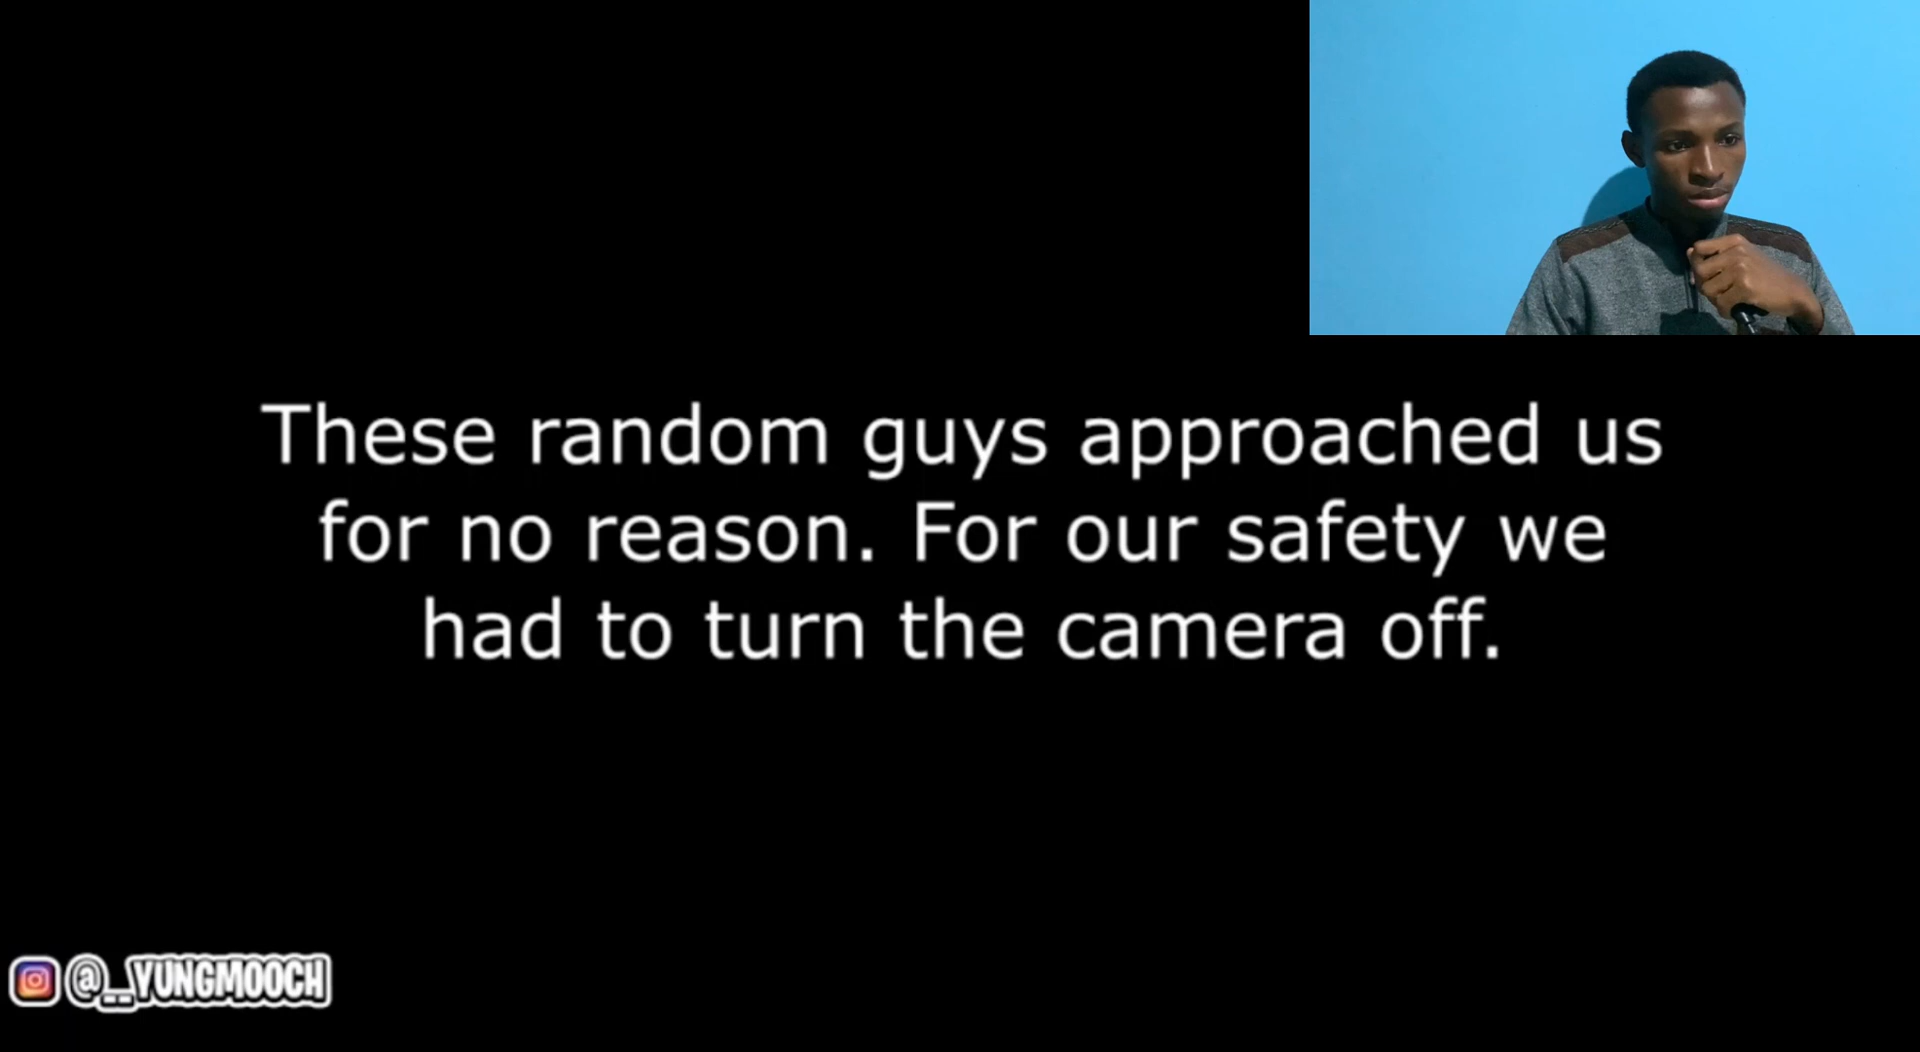 These random guys approached us
for no reason. For our safety we
had to turn the camera off.
@__YUNGMOOCH